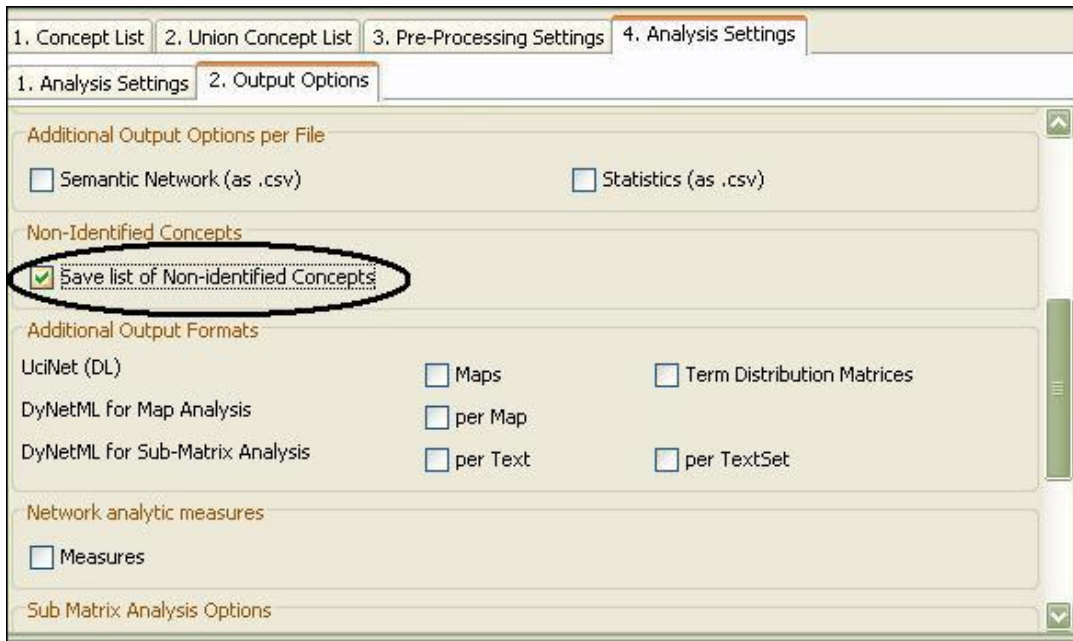 1. Concept List 2. Union Concept List 3. Pre-Processing Settings 4. Analysis Settings
1. Analysis Settings 2. Output Options
Additional Output Options per File
Semantic Network (as .csv) Statistics (as .csv)
Non-Identified Concepts
Save list of Non-identified Concepts
Additional Output Formats
UciNet (DL) Maps Term Distribution Matrices
DyNetML for Map Analysis per Map
DyNetML for Sub-Matrix Analysis per Text per TextSet
Network analytic measures
Measures
Sub Matrix Analysis Options